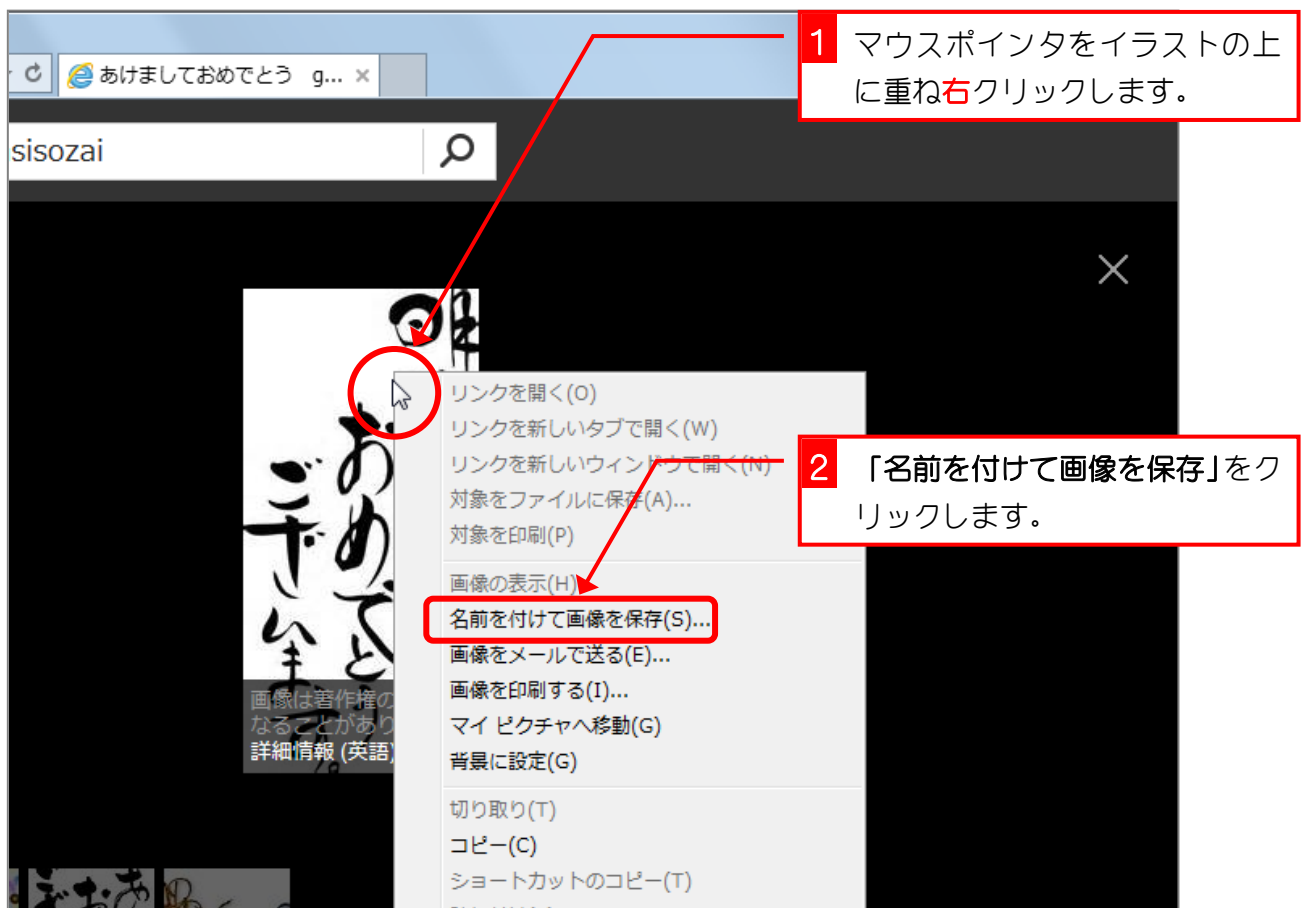 あけましておめでとう g...
1 マウスポインタをイラストの上
に重ね右クリックします。
sisozai
リンクを開く(O)
リンクを新しいタブで開く(W)
リンクを新しいウィンドウで開く(N)
対象をファイルに保存(A)...
対象を印刷(P)
2 「名前を付けて画像を保存」をク
リックします。
画像の表示(H)
名前を付けて画像を保存(S)...
画像をメールで送る(E)...
画像を印刷する(I)...
マイ ピクチャへ移動(G)
背景に設定(G)
切り取り(T)
コピー(C)
ショートカットのコピー(T)
おめでとう
ございます
画像は著作権の
なることがあり
詳細情報 (英語)